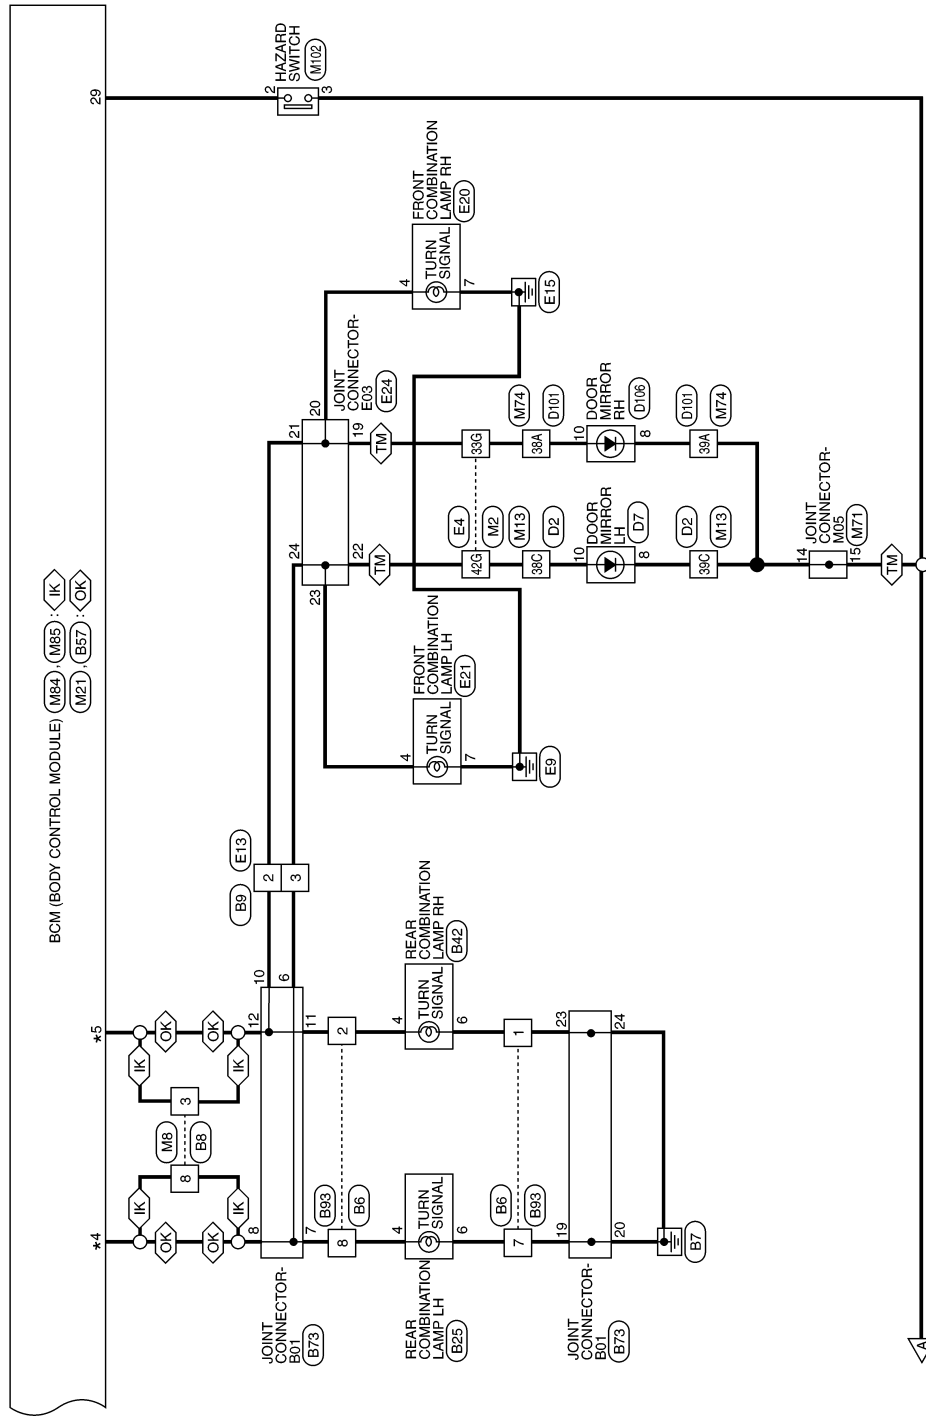 BCM (BODY CONTROL MODULE)
M84 , M85 : IK
M21 , B57 : OK
*4
*5
29
OK
OK
IK
IK
8
M8
B8
3
IK
IK
OK
OK
2
3
HAZARD
SWITCH
M102
8
12
10
6
7
11
JOINT
CONNECTOR-
B01
B73
B9
E13
2
3
24
21
23
22
19
20
JOINT
CONNECTOR-
E03
E24
TM
TM
B93
B6
8
2
4
TURN
SIGNAL
6
REAR
COMBINATION
LAMP LH
B25
4
TURN
SIGNAL
6
REAR
COMBINATION
LAMP RH
B42
4
TURN
SIGNAL
7
FRONT
COMBINATION
LAMP LH
E21
4
TURN
SIGNAL
7
FRONT
COMBINATION
LAMP RH
E20
B6
B93
7
1
E9
E15
E4
M2
42G
33G
M13
D2
38C
M74
D101
38A
19
23
20
24
JOINT
CONNECTOR-
B01
B73
B7
10
8
DOOR
MIRROR
LH
D7
10
8
DOOR
MIRROR
RH
D106
D2
M13
39C
D101
M74
39A
14
15
JOINT
CONNECTOR-
M05
M71
TM
A